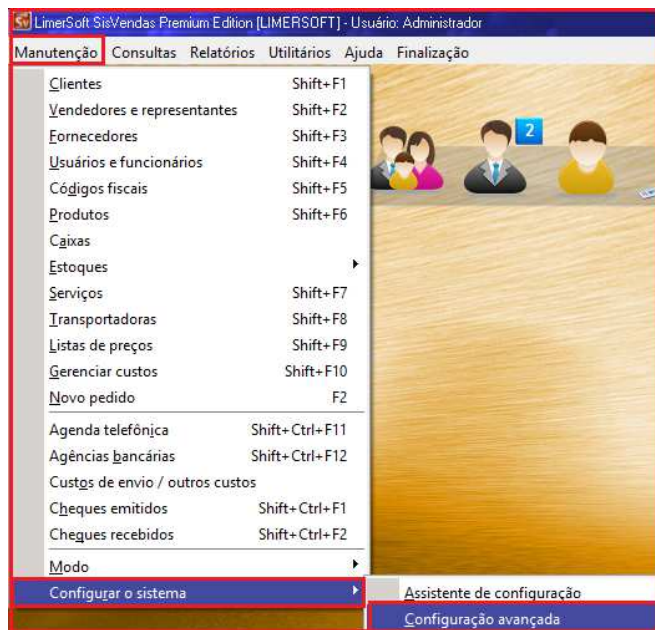 LimerSoft SisVendas Premium Edition [LIMERSOFT] - Usuário: Administrador
Manutenção Consultas Relatórios Utilitários Ajuda Finalização
Clientes Shift+F1
Vendedores e representantes Shift+F2
Fornecedores Shift+F3
Usuários e funcionários Shift+F4
Códigos fiscais Shift+F5
Produtos Shift+F6
Caixas
Estoques
Serviços Shift+F7
Transportadoras Shift+F8
Listas de preços Shift+F9
Gerenciar custos Shift+F10
Novo pedido F2
Agenda telefônica Shift+Ctrl+F11
Agências bancárias Shift+Ctrl+F12
Custos de envio / outros custos
Cheques emitidos Shift+Ctrl+F1
Cheques recebidos Shift+Ctrl+F2
Modo
Configurar o sistema
Assistente de configuração
Configuração avançada
2